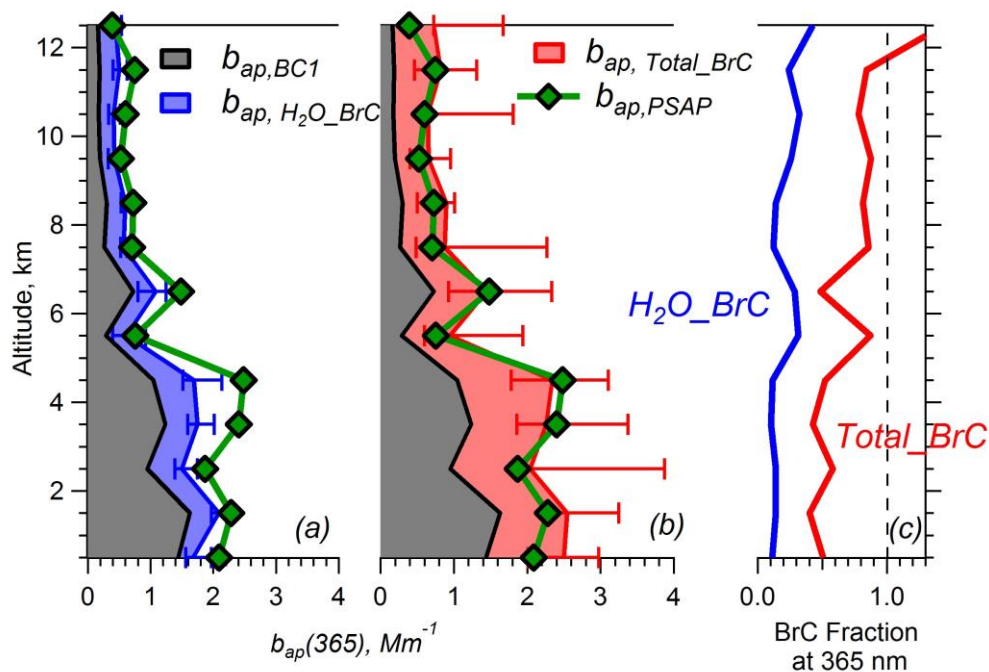 b_ap,BC1
b_ap, H₂O_BrC
b_ap, Total_BrC
b_ap,PSAP
12
10
8
6
4
2
Altitude, km
H₂O_BrC
Total_BrC
(a)
(b)
(c)
0 1 2 3 4
0 1 2 3 4
0.0 1.0
b_ap(365), Mm⁻¹
BrC Fraction
at 365 nm